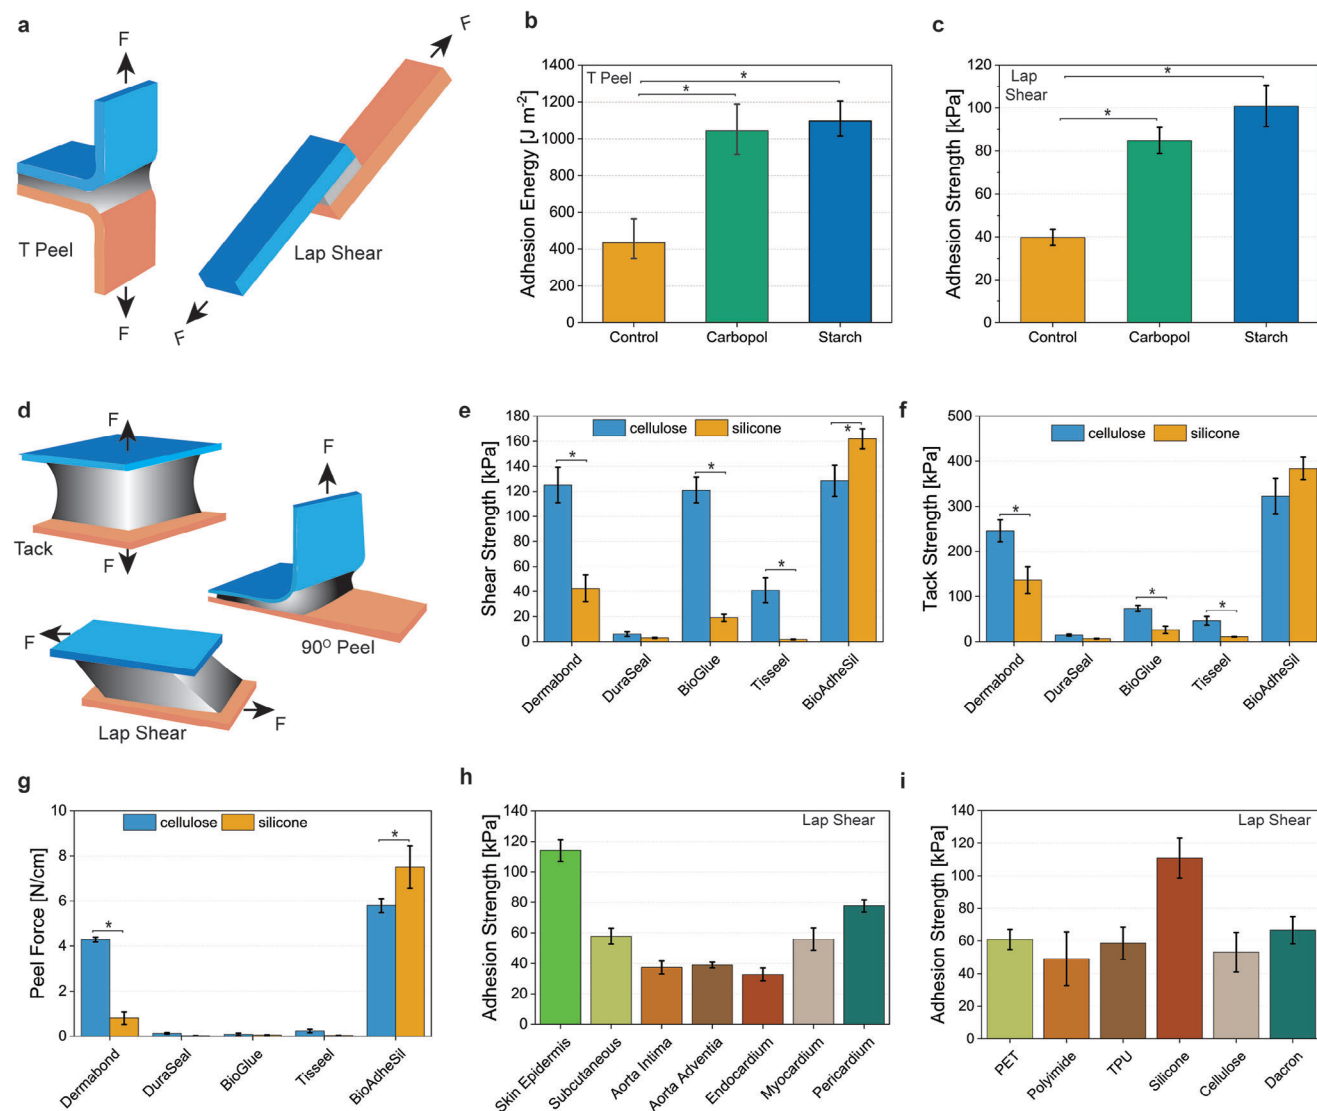 a
F
F
T Peel
F
Lap Shear
F
b
T Peel
Adhesion Energy [J m-2]
1400
1200
1000
800
600
400
200
0
*
*
Control
Carbopol
Starch
c
Lap
Shear
Adhesion Strength [kPa]
120
100
80
60
40
20
0
*
*
Control
Carbopol
Starch
d
F
Tack
F
F
90O Peel
F
F
Lap Shear
e
cellulose
silicone
Shear Strength [kPa]
180
160
140
120
100
80
60
40
20
0
*
*
*
*
Dermabond
DuraSeal
BioGlue
Tisseel
BioAdheSil
f
cellulose
silicone
Tack Strength [kPa]
500
400
300
200
100
0
*
*
*
Dermabond
DuraSeal
BioGlue
Tisseel
BioAdheSil
g
cellulose
silicone
Peel Force [N/cm]
10
8
6
4
2
0
*
*
Dermabond
DuraSeal
BioGlue
Tisseel
BioAdheSil
h
Lap Shear
Adhesion Strength [kPa]
140
120
100
80
60
40
20
0
Skin Epidermis
Subcutaneous
Aorta Intima
Aorta Adventia
Endocardium
Myocardium
Pericardium
i
Lap Shear
Adhesion Strength [kPa]
140
120
100
80
60
40
20
0
PET
Polyimide
TPU
Silicone
Cellulose
Dacron